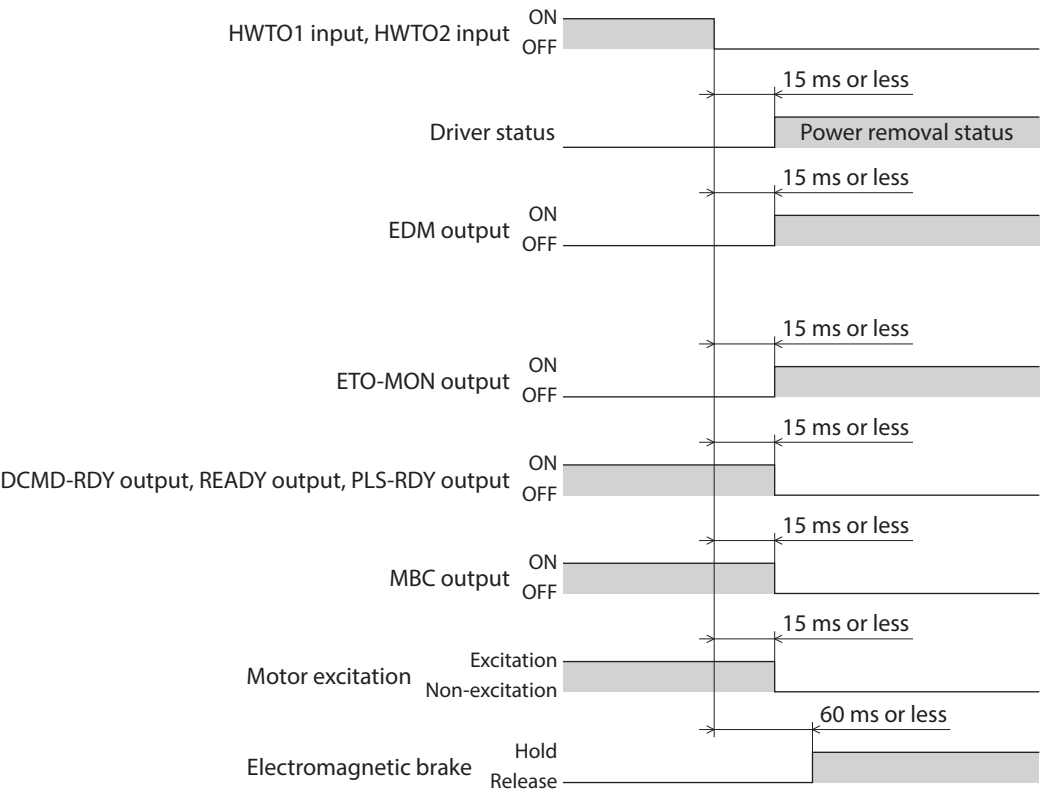 HWTO1 input, HWTO2 input
ON
OFF
15 ms or less
Driver status
Power removal status
15 ms or less
EDM output
ON
OFF
15 ms or less
ETO-MON output
ON
OFF
15 ms or less
DCMD-RDY output, READY output, PLS-RDY output
ON
OFF
15 ms or less
MBC output
ON
OFF
15 ms or less
Motor excitation
Excitation
Non-excitation
60 ms or less
Electromagnetic brake
Hold
Release